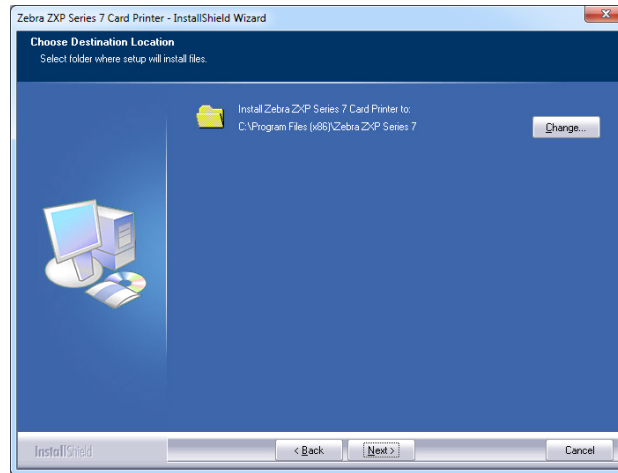 Zebra ZXP Series 7 Card Printer - InstallShield Wizard
Choose Destination Location
Select folder where setup will install files.
Install Zebra ZXP Series 7 Card Printer to:
C:\Program Files (x86)\Zebra ZXP Series 7
Change...
InstallShield
< Back
Next >
Cancel